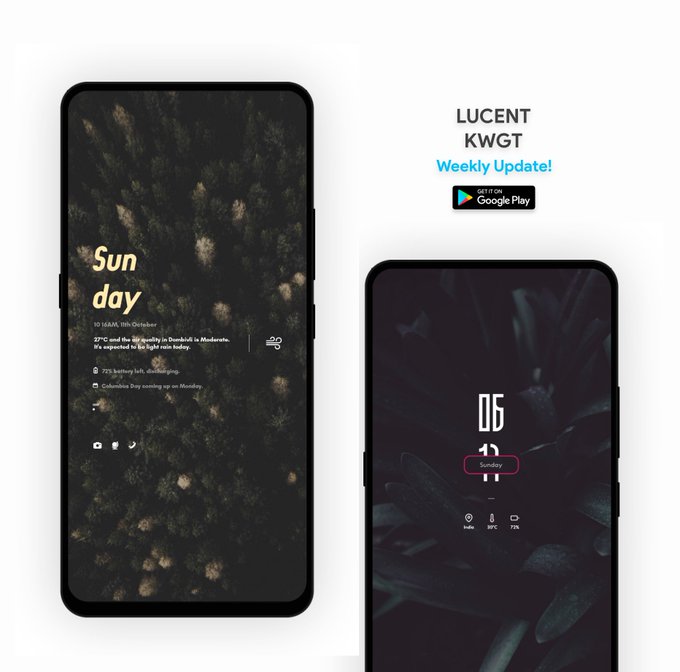 LUCENT
KWGT
Weekly Update!
GET IT ON
Google Play
Sun
day
10 16AM, 11th October
27°C and the air quality in Dombivli is Moderate.
It's expected to be light rain today.
72% battery left, discharging.
Columbus Day coming up on Monday.
06
Sunday
India
30°C
72%